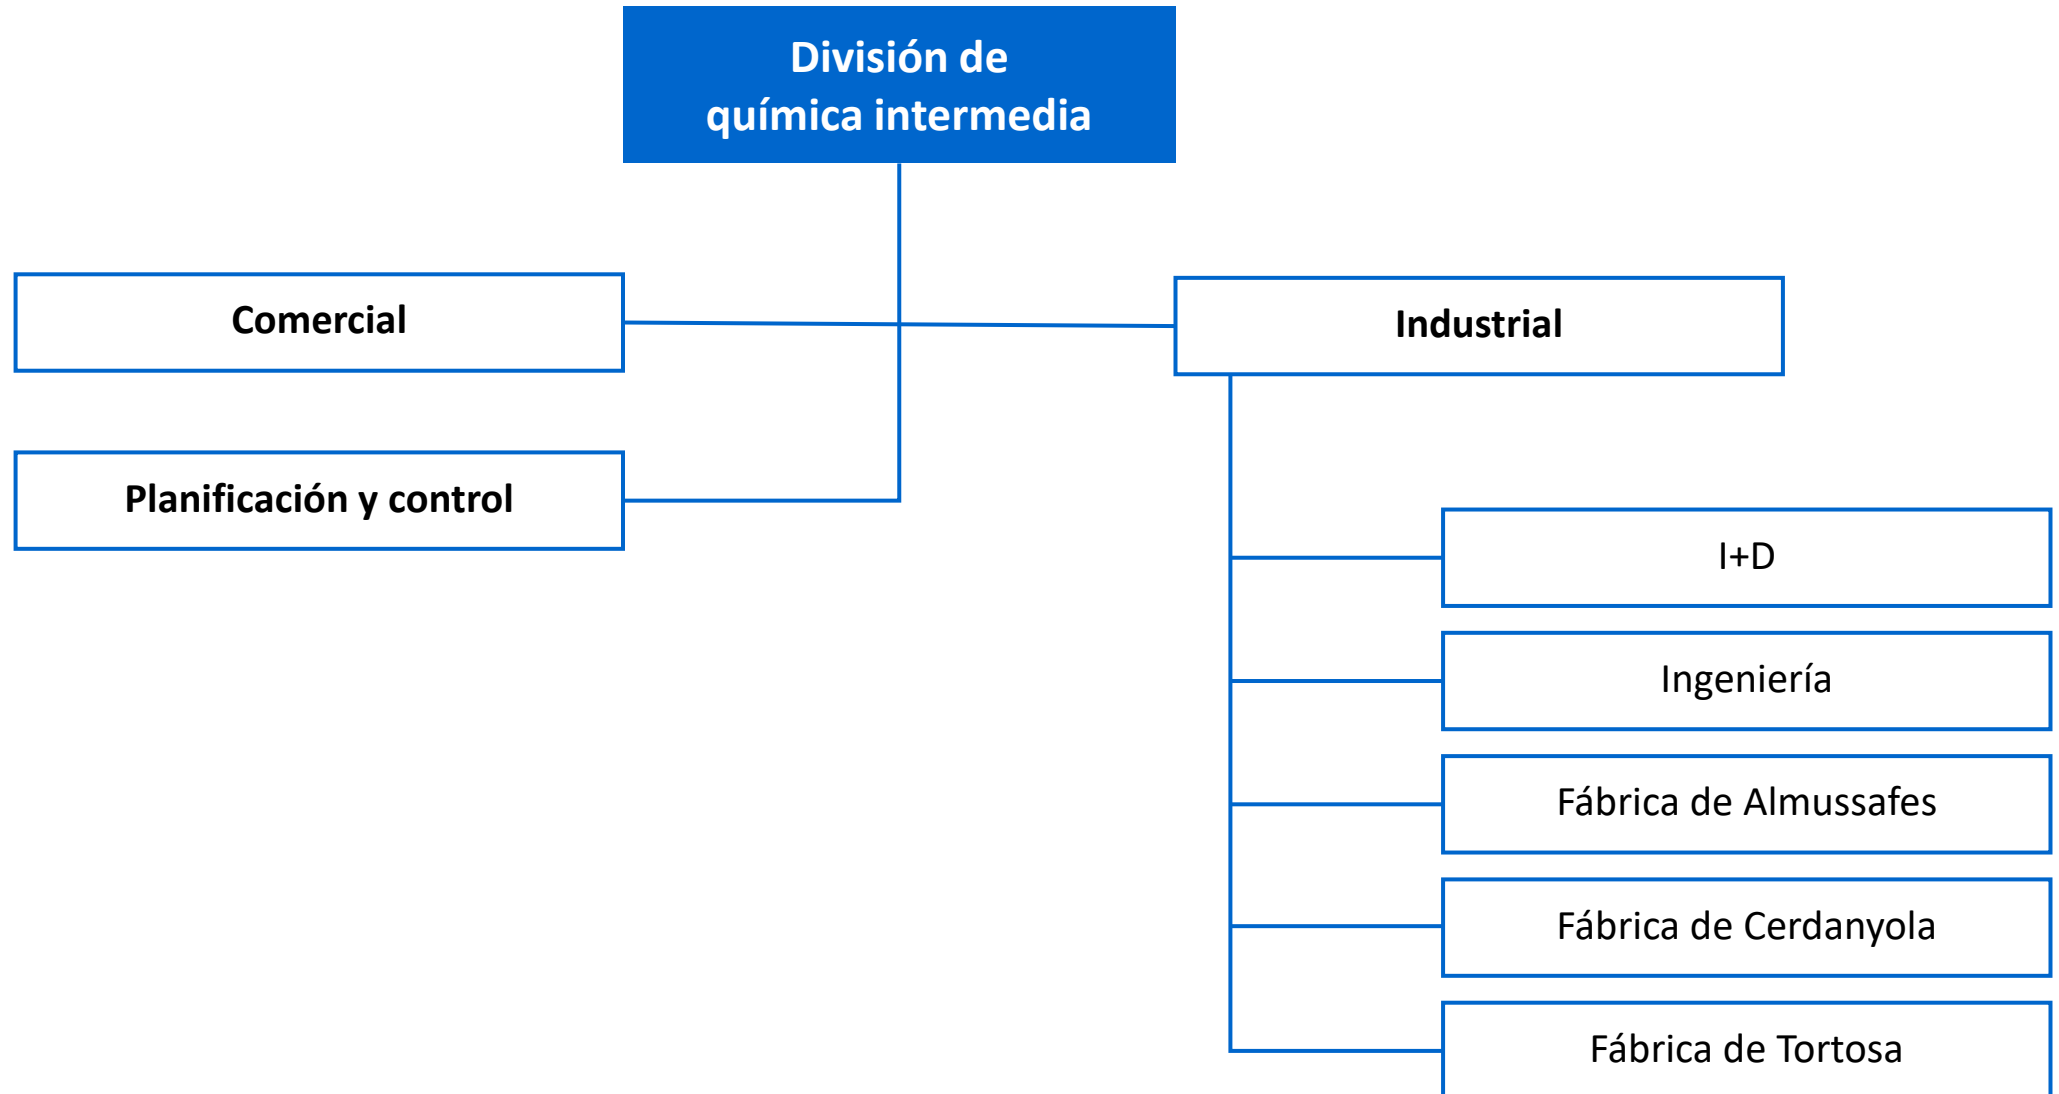 División de
química intermedia
Comercial
Industrial
Planificación y control
I+D
Ingeniería
Fábrica de Almussafes
Fábrica de Cerdanyola
Fábrica de Tortosa